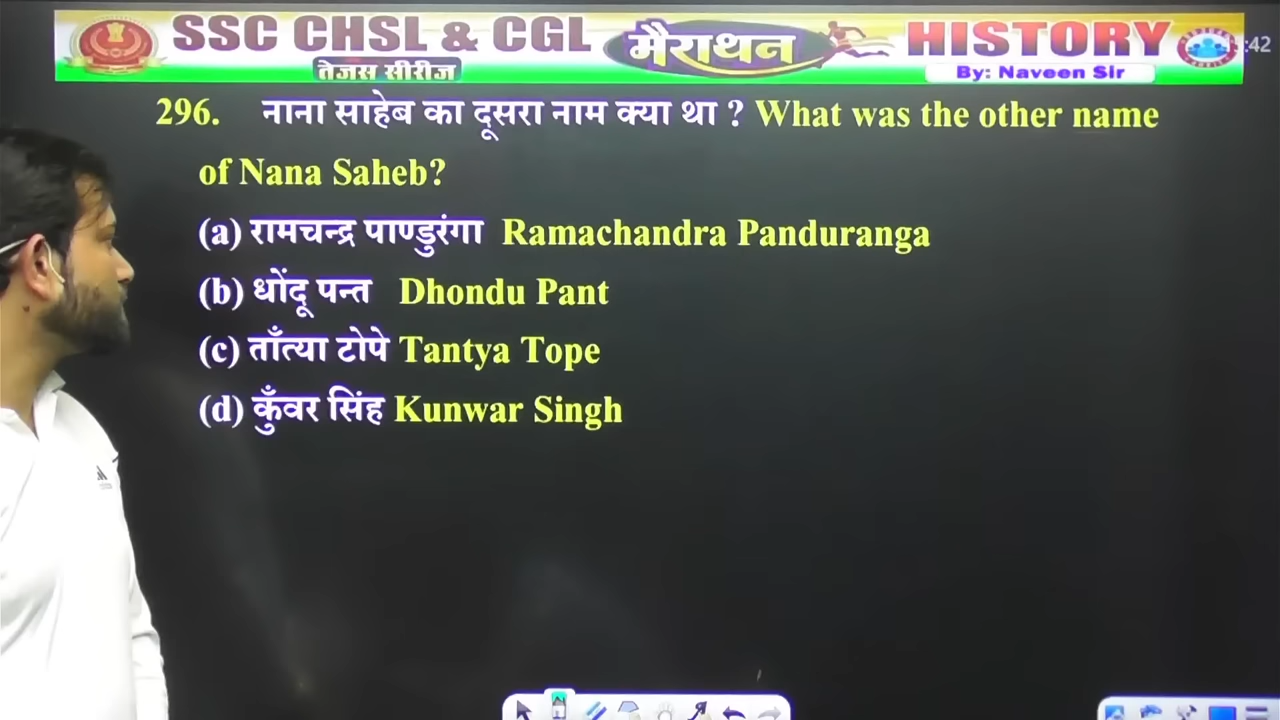 SSC CHSL & CGL
तेजस सीरीज
मैराथन
HISTORY
By: Naveen Sir
:42
296. नाना साहेब का दूसरा नाम क्या था ? What was the other name
of Nana Saheb?
(a) रामचन्द्र पाण्डुरंगा Ramachandra Panduranga
(b) धोंदू पन्त Dhondu Pant
(c) ताँत्या टोपे Tantya Tope
(d) कुँवर सिंह Kunwar Singh